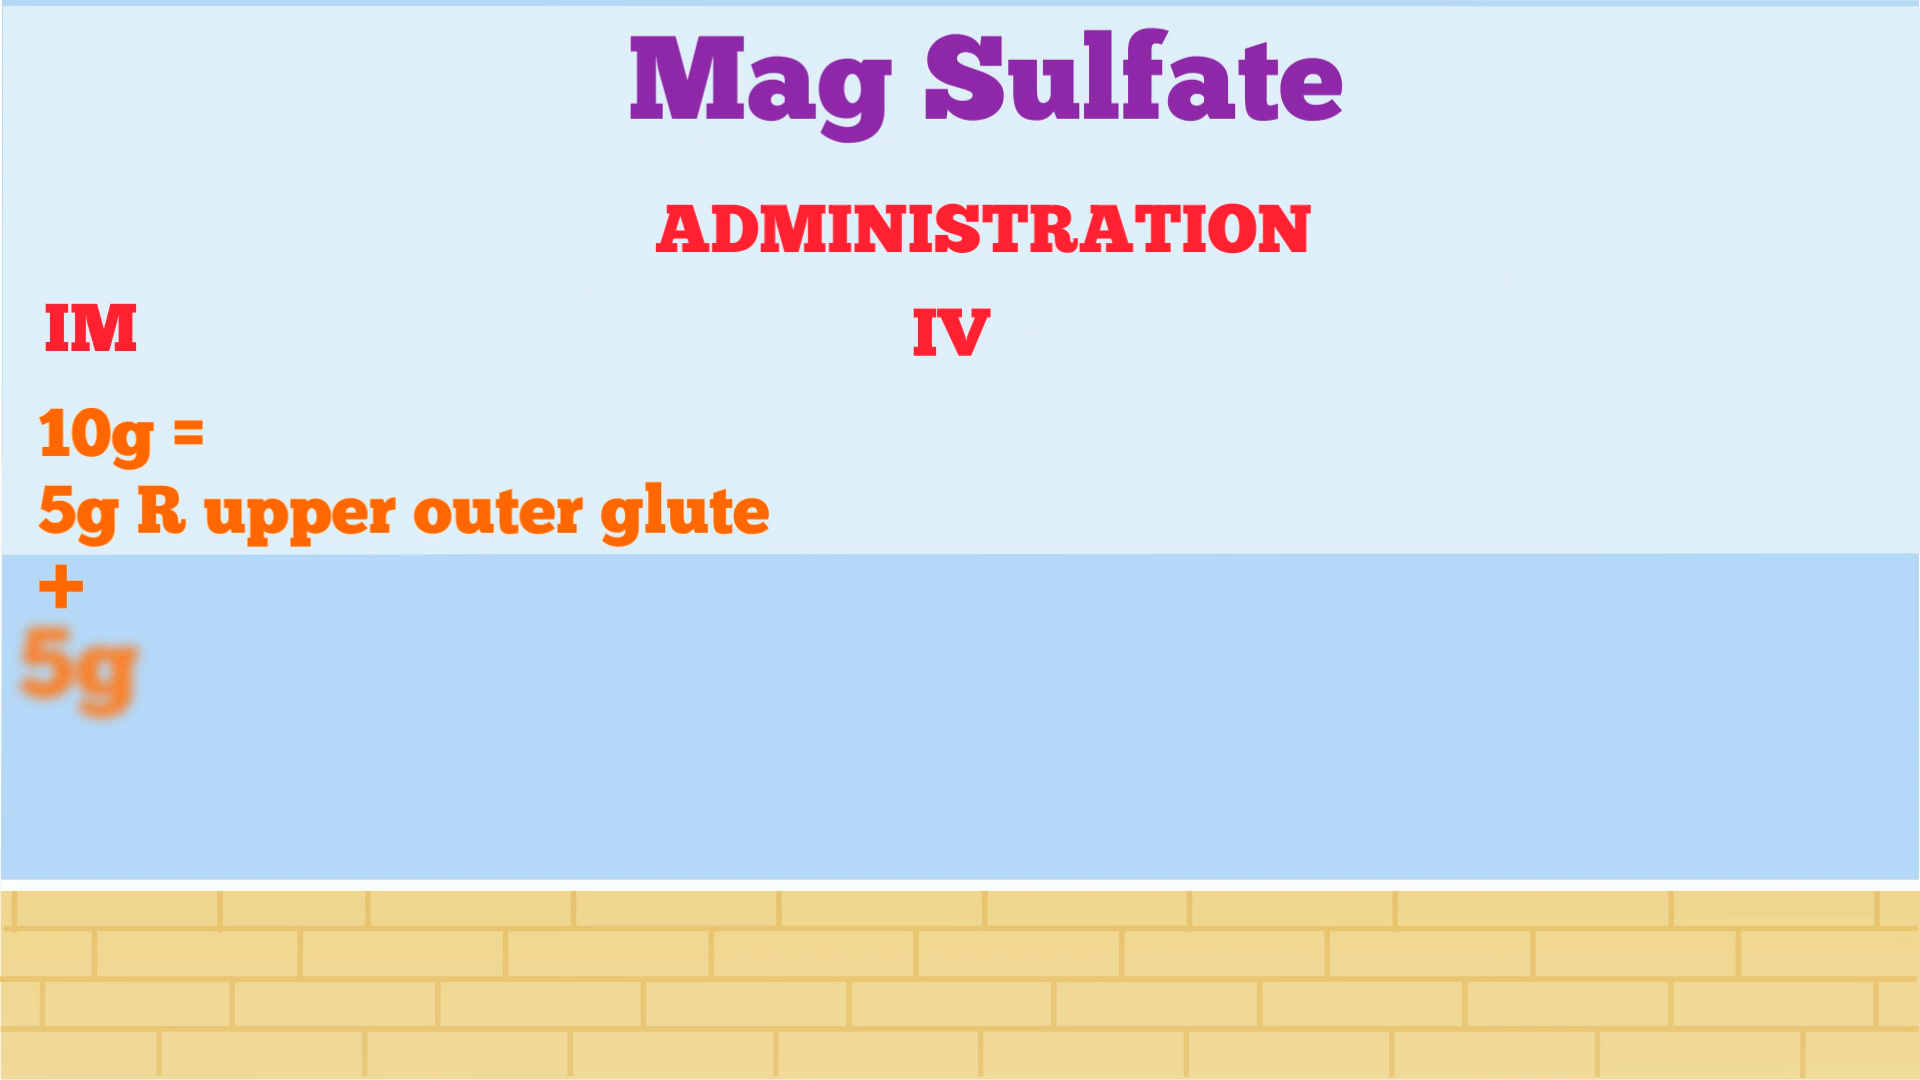 Mag Sulfate
ADMINISTRATION
IM
IV
10g =
5g R upper outer glute
+
5g